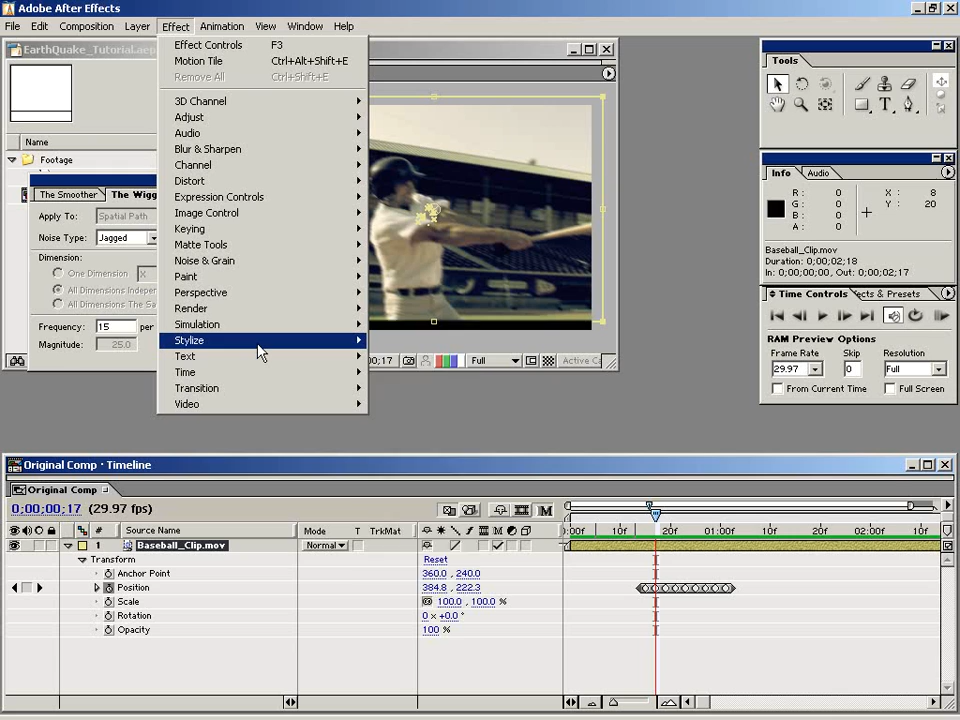 Adobe After Effects
File Edit Composition Layer Effect Animation View Window Help
EarthQuake_Tutorial.aep
Name
Footage
The Smoother The Wigg
Apply To: Spatial Path
Noise Type: Jagged
Dimension:
One Dimension X
All Dimensions Indepen
All Dimensions The Sa
Frequency: 15 per
Magnitude: 25.0
Effect Controls F3
Motion Tile Ctrl+Alt+Shift+E
Remove All Ctrl+Shift+E
3D Channel
Adjust
Audio
Blur & Sharpen
Channel
Distort
Expression Controls
Image Control
Keying
Matte Tools
Noise & Grain
Paint
Perspective
Render
Simulation
Stylize
Text
Time
Transition
Video
;00;17 Full Active Ca
Tools
Info Audio
R: 0 X: 8
G: 0 Y: 20
B: 0
A: 0
Baseball_Clip.mov
Duration: 0;00;02;18
In: 0;00;00;00, Out: 0;00;02;17
Time Controls ects & Presets
RAM Preview Options
Frame Rate Skip Resolution
29.97 0 Full
From Current Time Full Screen
Original Comp • Timeline
Original Comp
0;00;00;17 (29.97 fps)
# Source Name Mode T TrkMat
:00f 10f 20f 01:00f 10f 20f 02:00f 10f
1 Baseball_Clip.mov Normal
Transform Reset
Anchor Point 360.0 , 240.0
Position 384.8 , 222.3
Scale 100.0 , 100.0 %
Rotation 0 x +0.0 °
Opacity 100 %